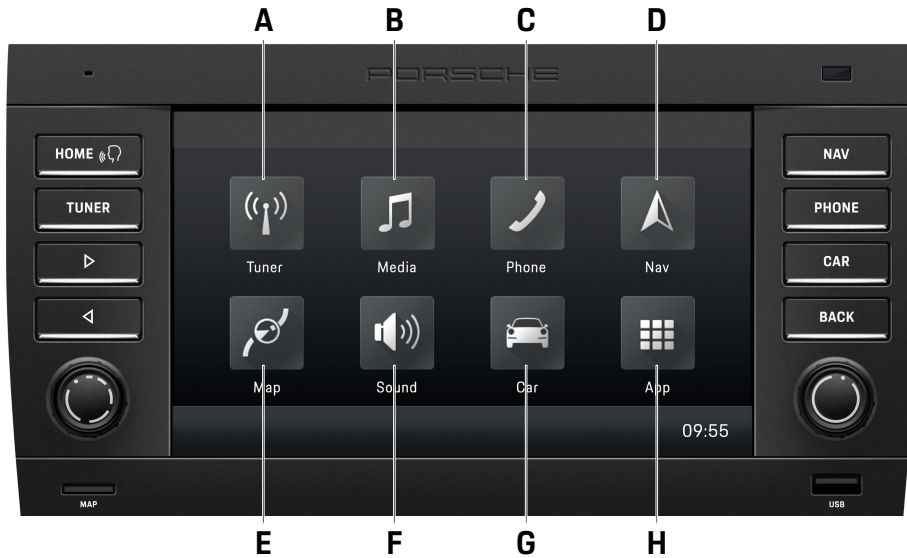 A B C D
PORSCHE
HOME
NAV
TUNER
PHONE
Tuner Media Phone Nav
CAR
BACK
Map Sound Car App
09:55
MAP
USB
E F G H